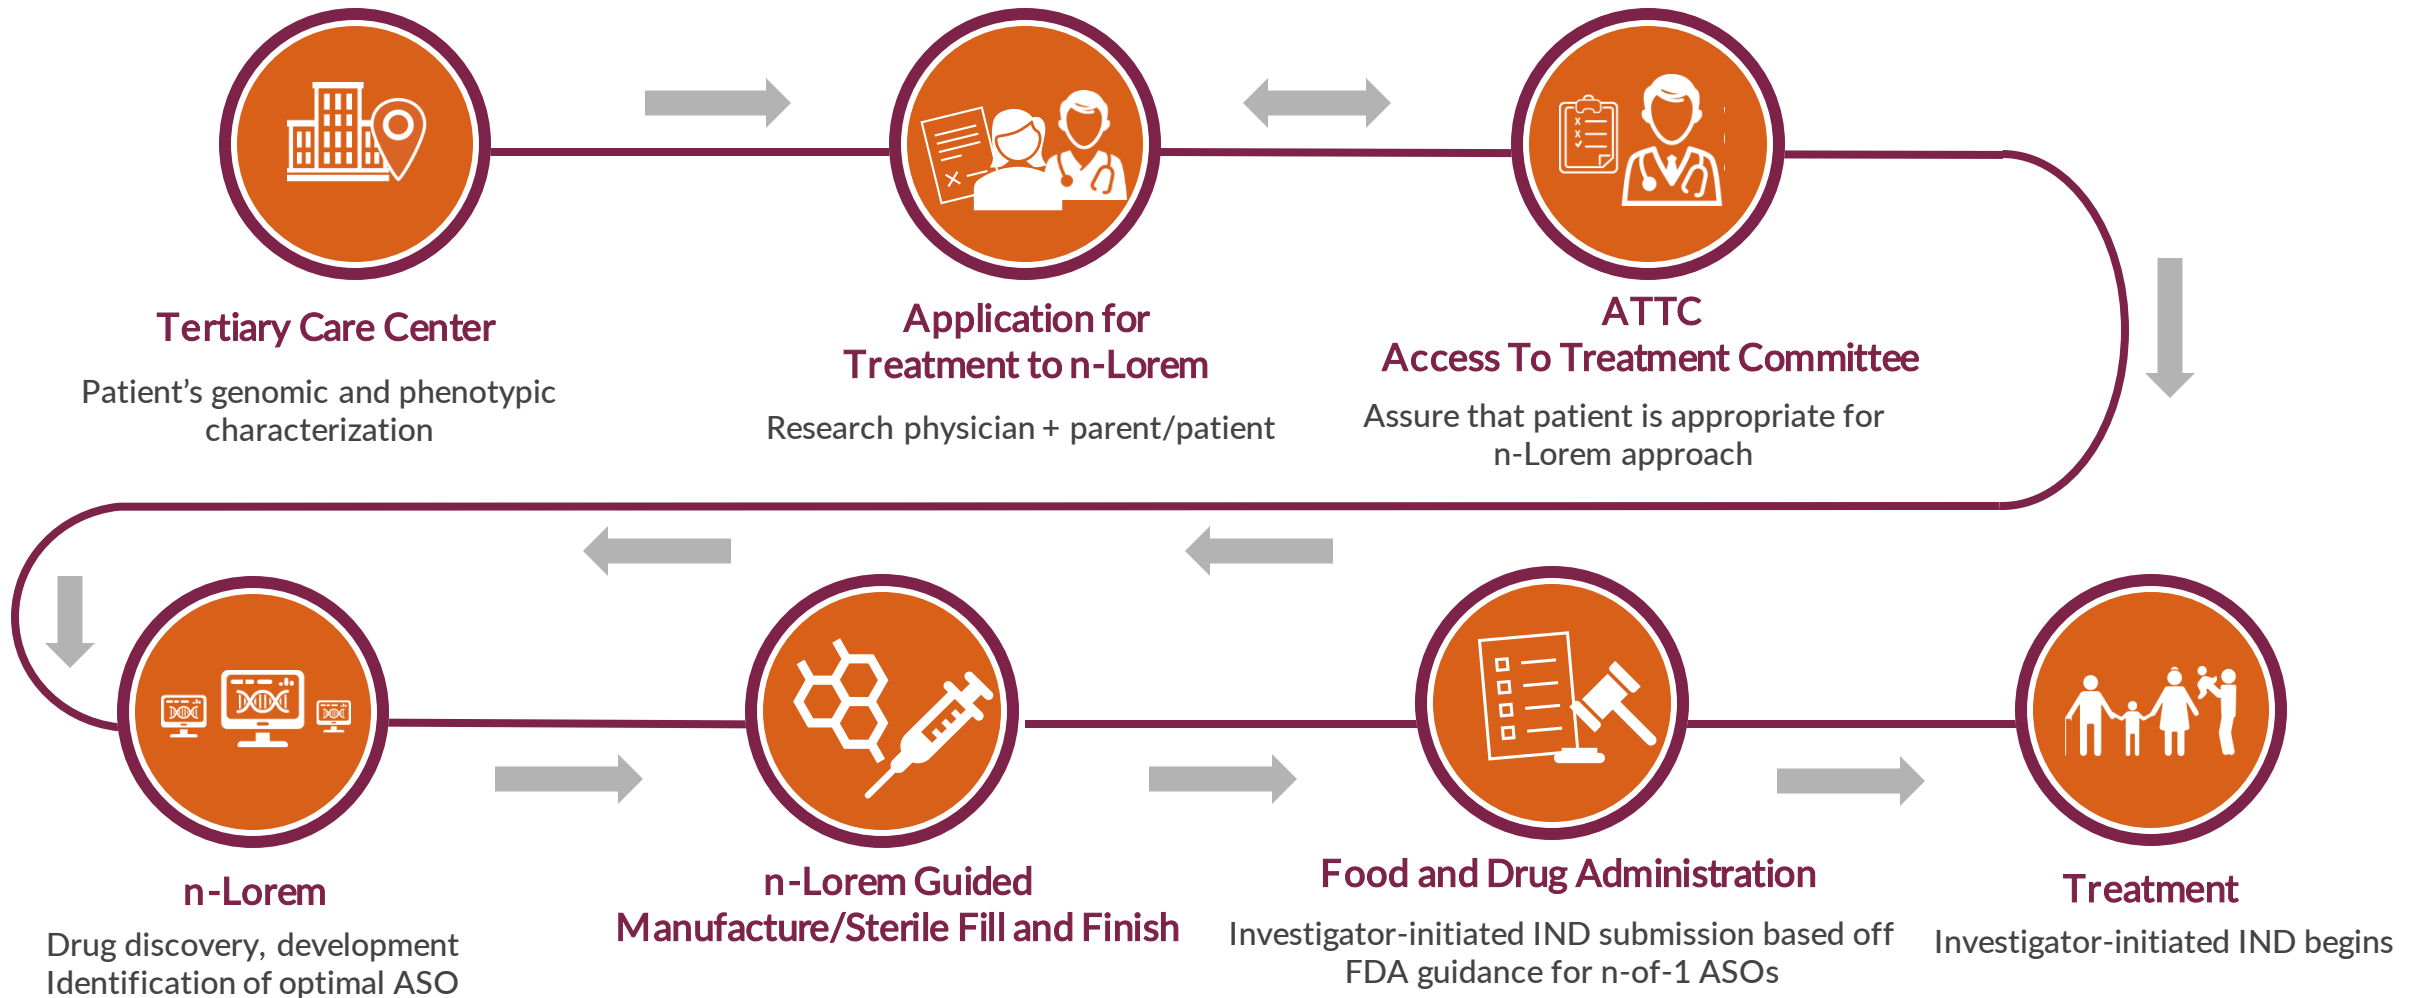 Tertiary Care Center
Patient's genomic and phenotypic
characterization
Application for
Treatment to n-Lorem
Research physician + parent/patient
ATTC
Access To Treatment Committee
Assure that patient is appropriate for
n-Lorem approach
n-Lorem
Drug discovery, development
Identification of optimal ASO
n-Lorem Guided
Manufacture/Sterile Fill and Finish
Food and Drug Administration
Investigator-initiated IND submission based off
FDA guidance for n-of-1 ASOs
Treatment
Investigator-initiated IND begins